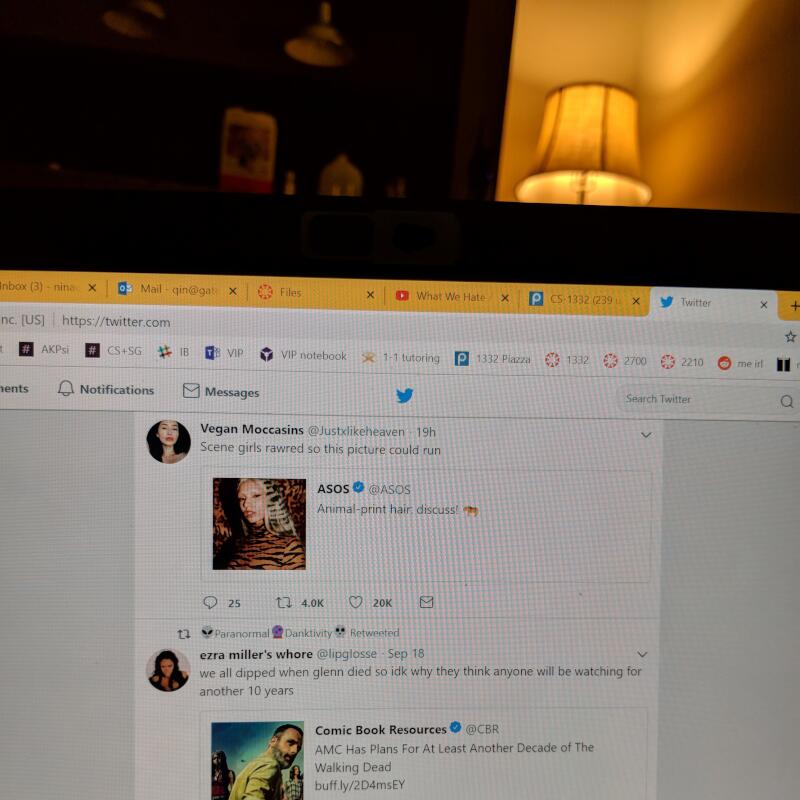 Inbox (3) - nina
Mail - qin@gat
Files
What We Hate
CS 1332 (239 u
Twitter
nc. [US] https://twitter.com
AKPsi
CS+SG
IB
VIP
VIP notebook
1-1 tutoring
1332 Piazza
1332
2700
2210
me irl
ments Notifications Messages
Search Twitter
Vegan Moccasins @Justxlikeheaven · 19h
Scene girls rawred so this picture could run
ASOS @ASOS
Animal-print hair: discuss! 🐅
25 4.0K 20K
👽Paranormal🔮Danktivity💀 Retweeted
ezra miller's whore @lipglosse · Sep 18
we all dipped when glenn died so idk why they think anyone will be watching for
another 10 years
Comic Book Resources @CBR
AMC Has Plans For At Least Another Decade of The
Walking Dead
buff.ly/2D4msEY